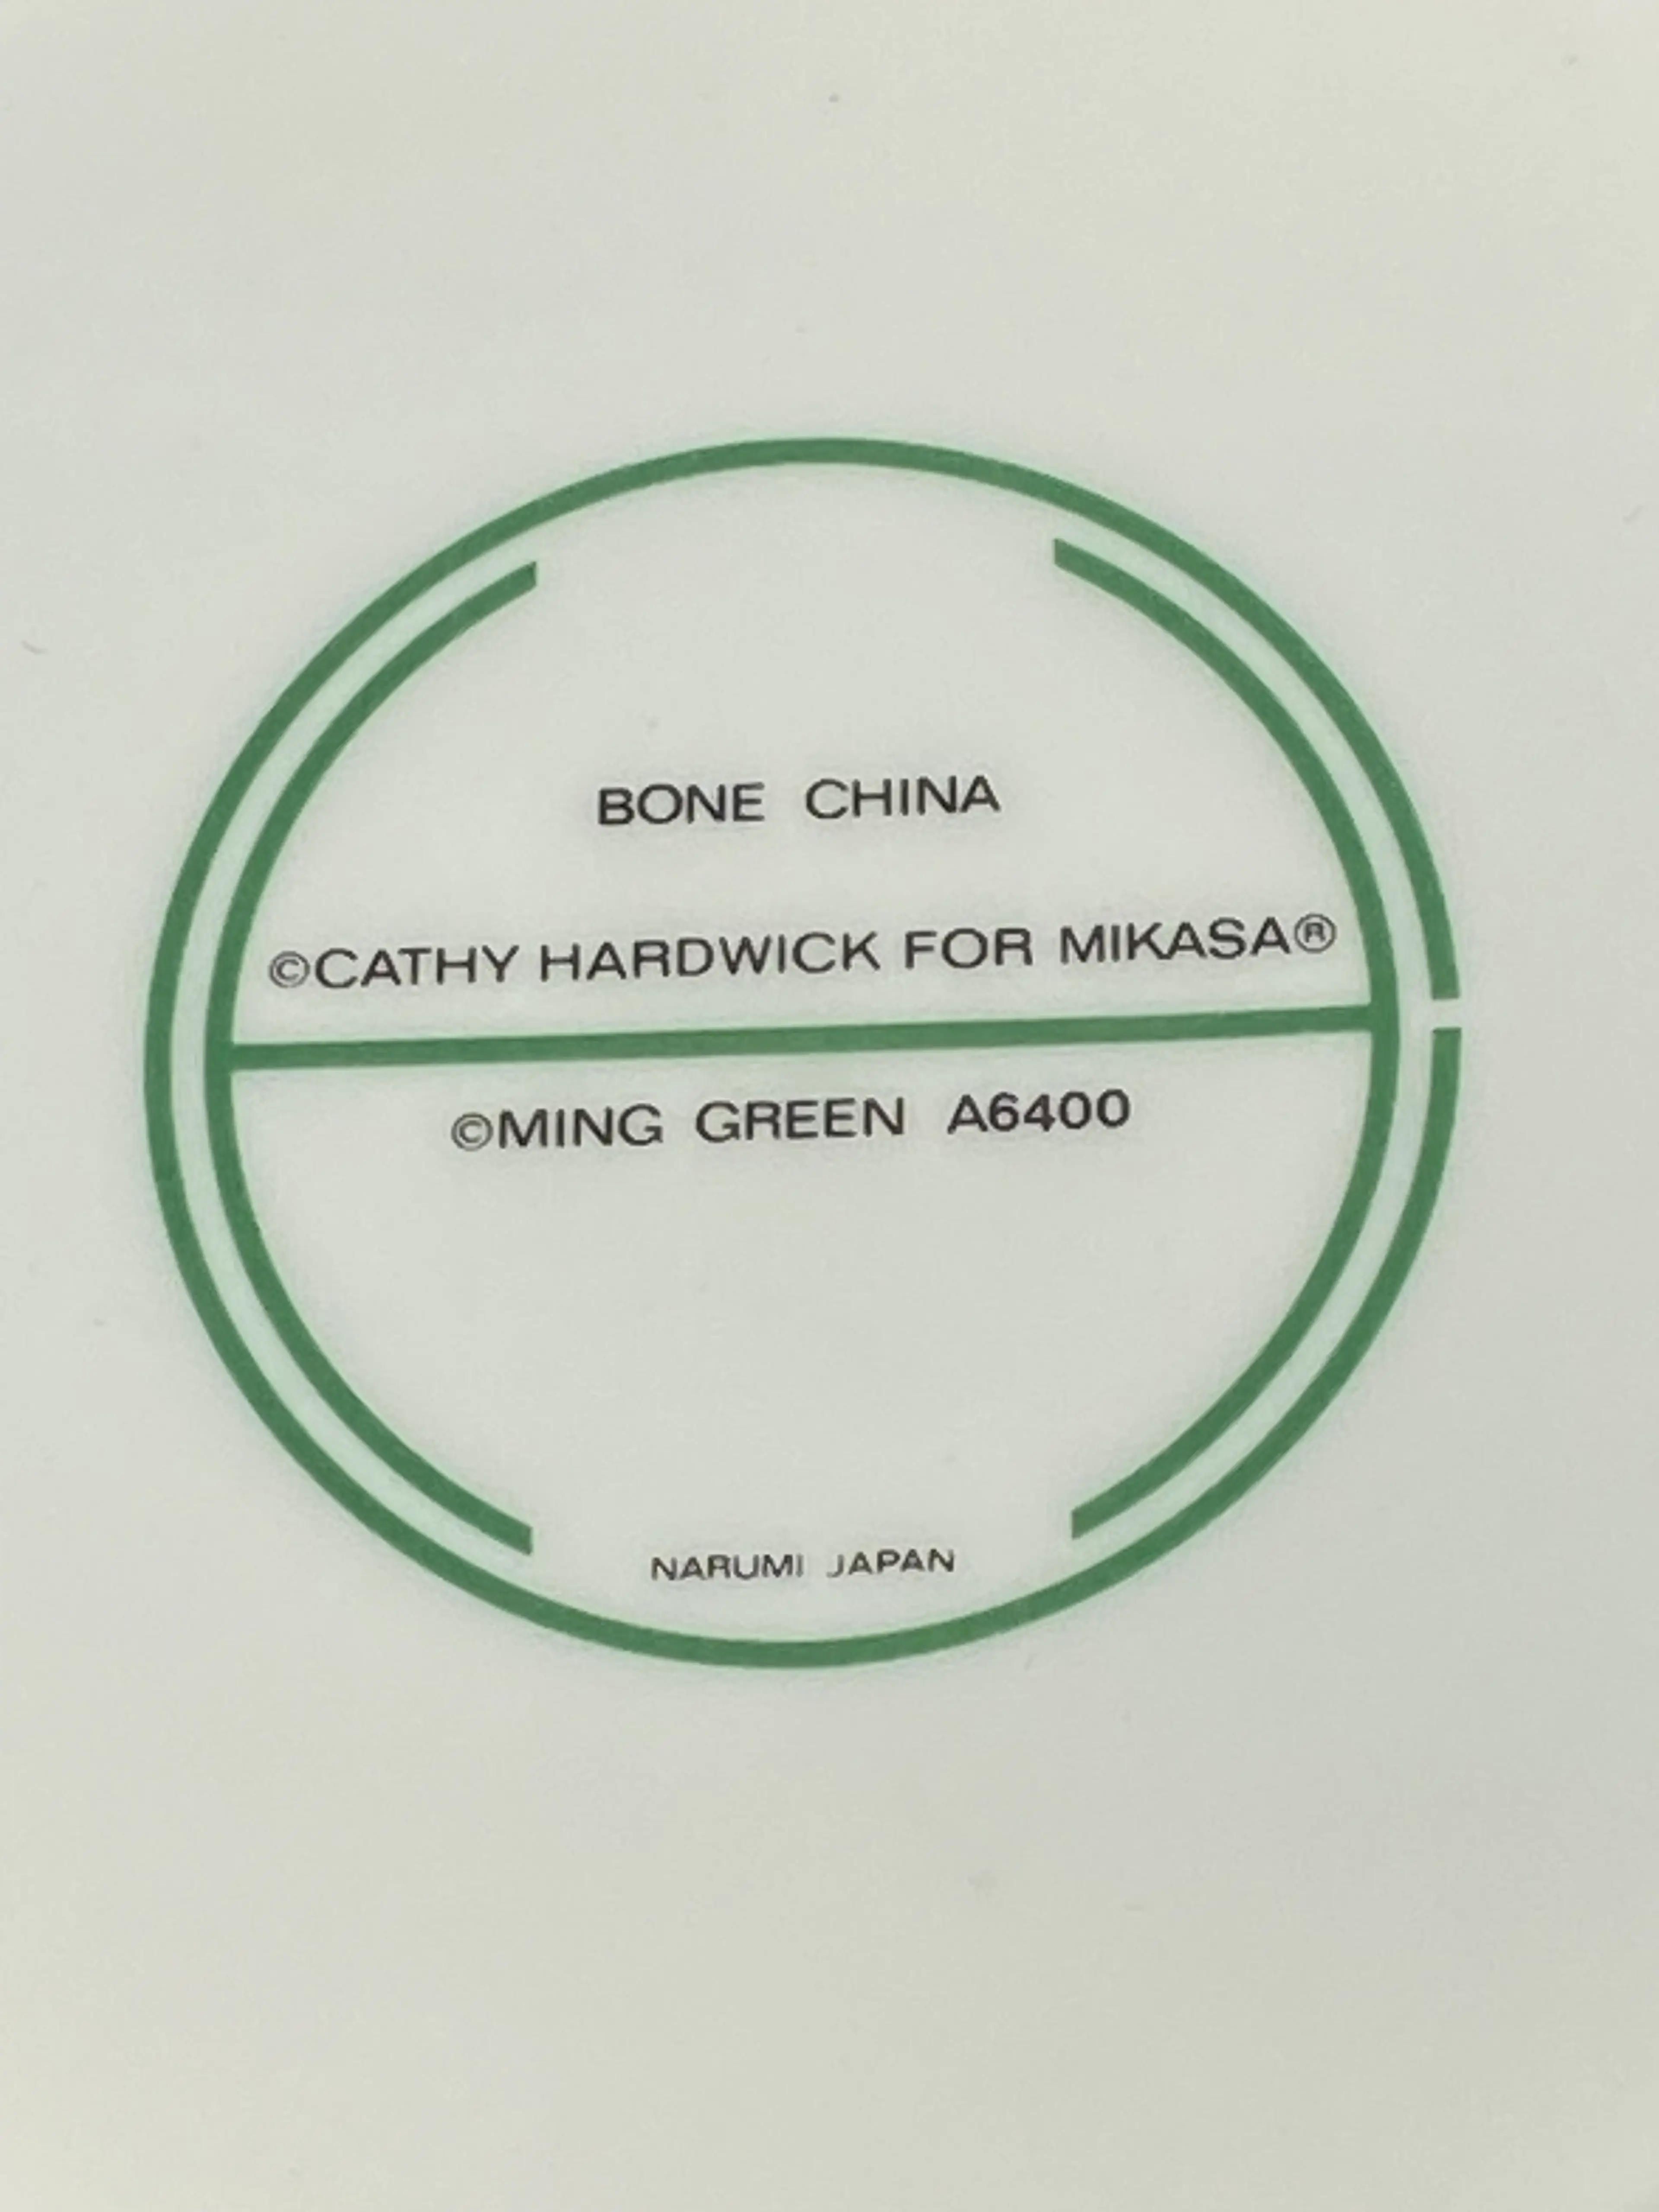 BONE CHINA
©CATHY HARDWICK FOR MIKASA®
©MING GREEN A6400
NARUMI JAPAN